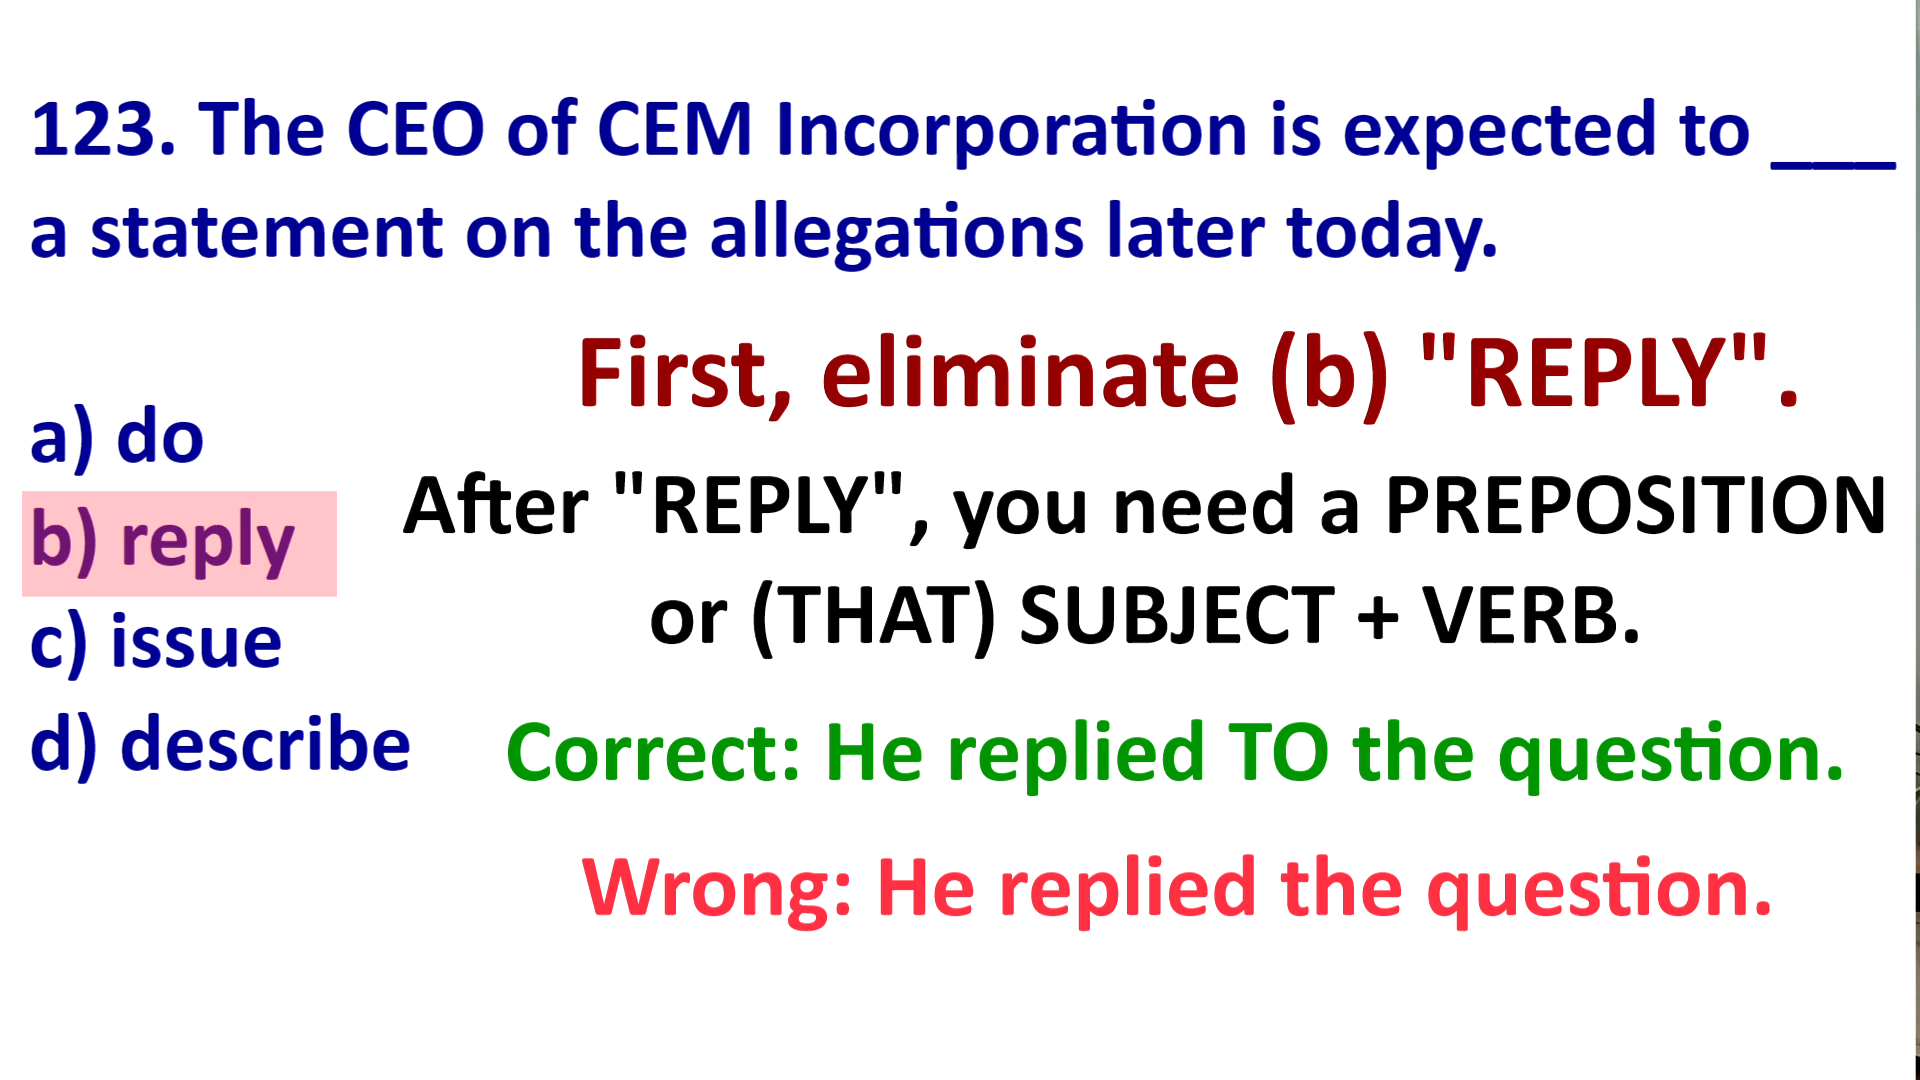 123. The CEO of CEM Incorporation is expected to ___
a statement on the allegations later today.
First, eliminate (b) "REPLY".
a) do
After "REPLY", you need a PREPOSITION
b) reply
or (THAT) SUBJECT + VERB.
c) issue
d) describe
Correct: He replied TO the question.
Wrong: He replied the question.